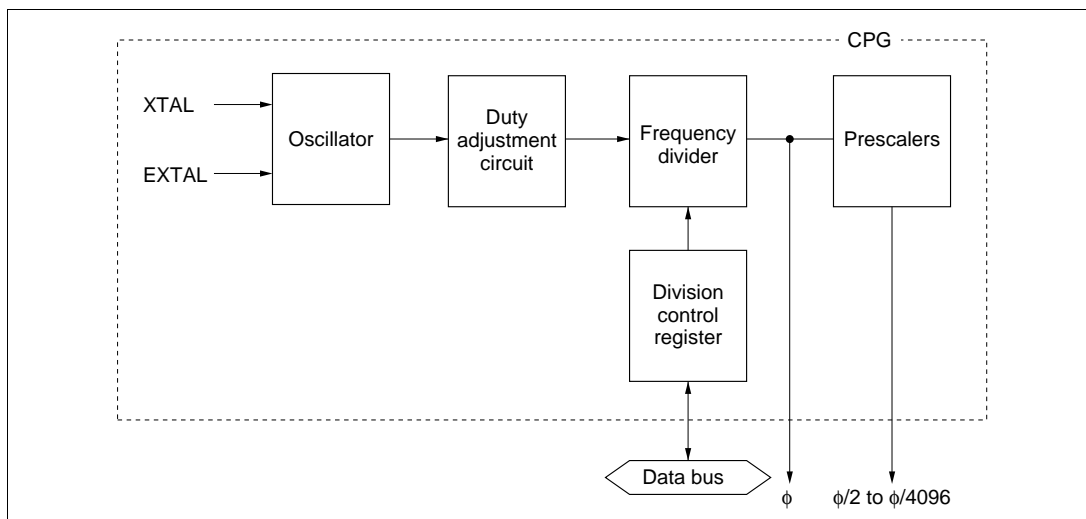 CPG
XTAL
EXTAL
Oscillator
Duty
adjustment
circuit
Frequency
divider
Prescalers
Division
control
register
Data bus
ϕ
ϕ/2 to ϕ/4096